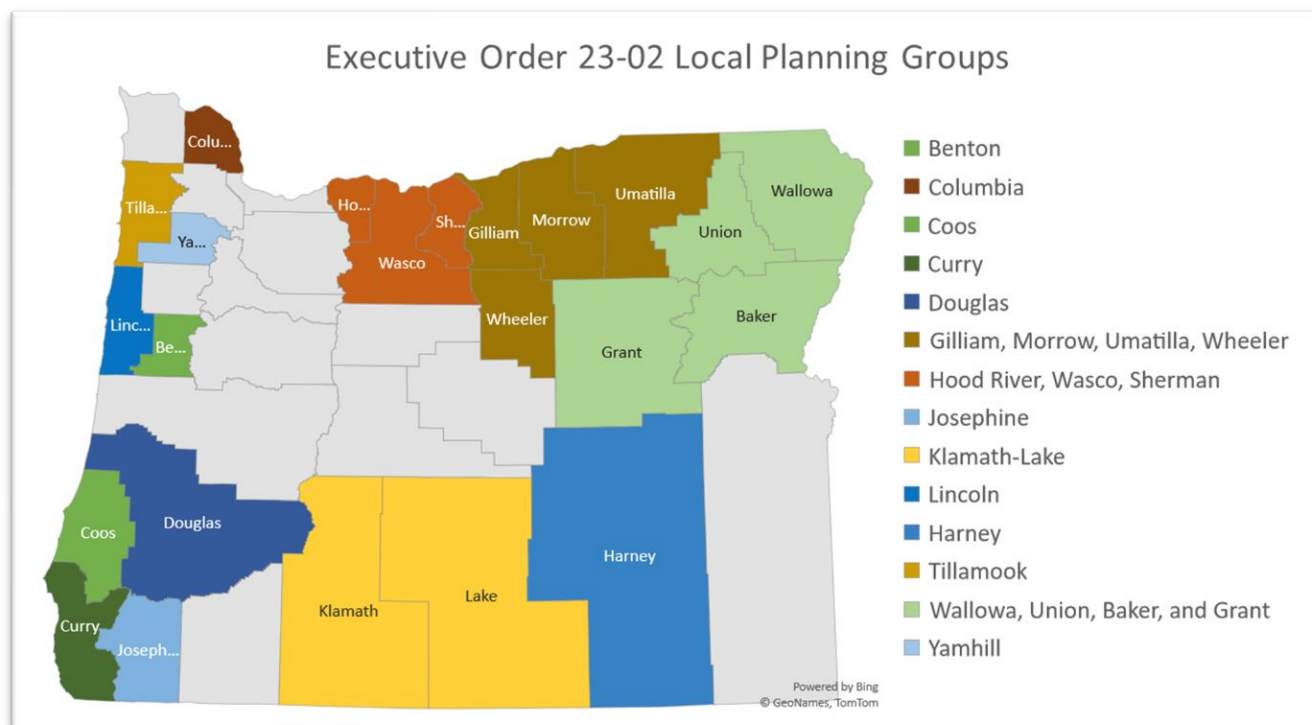 Executive Order 23-02 Local Planning Groups
Colu...
Tilla...
Ya...
Linc...
Be...
Ho...
Wasco
Sh...
Gilliam
Morrow
Umatilla
Wheeler
Union
Wallowa
Baker
Grant
Douglas
Coos
Curry
Joseph...
Klamath
Lake
Harney
Benton
Columbia
Coos
Curry
Douglas
Gilliam, Morrow, Umatilla, Wheeler
Hood River, Wasco, Sherman
Josephine
Klamath-Lake
Lincoln
Harney
Tillamook
Wallowa, Union, Baker, and Grant
Yamhill
Powered by Bing
© GeoNames, TomTom